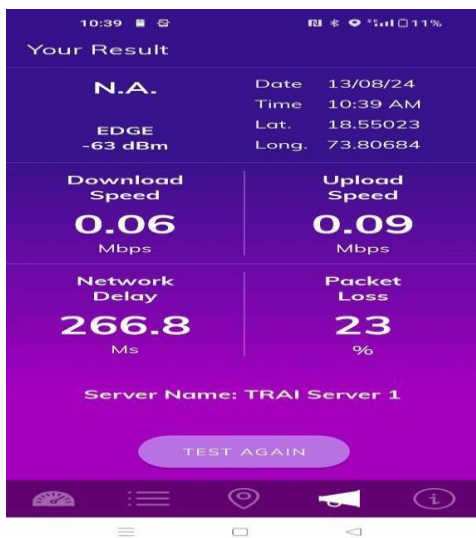 10:39 11%
Your Result
N.A.
EDGE
-63 dBm
Date 13/08/24
Time 10:39 AM
Lat. 18.55023
Long. 73.80684
Download
Speed
0.06
Mbps
Upload
Speed
0.09
Mbps
Network
Delay
266.8
Ms
Packet
Loss
23
%
Server Name: TRAI Server 1
TEST AGAIN